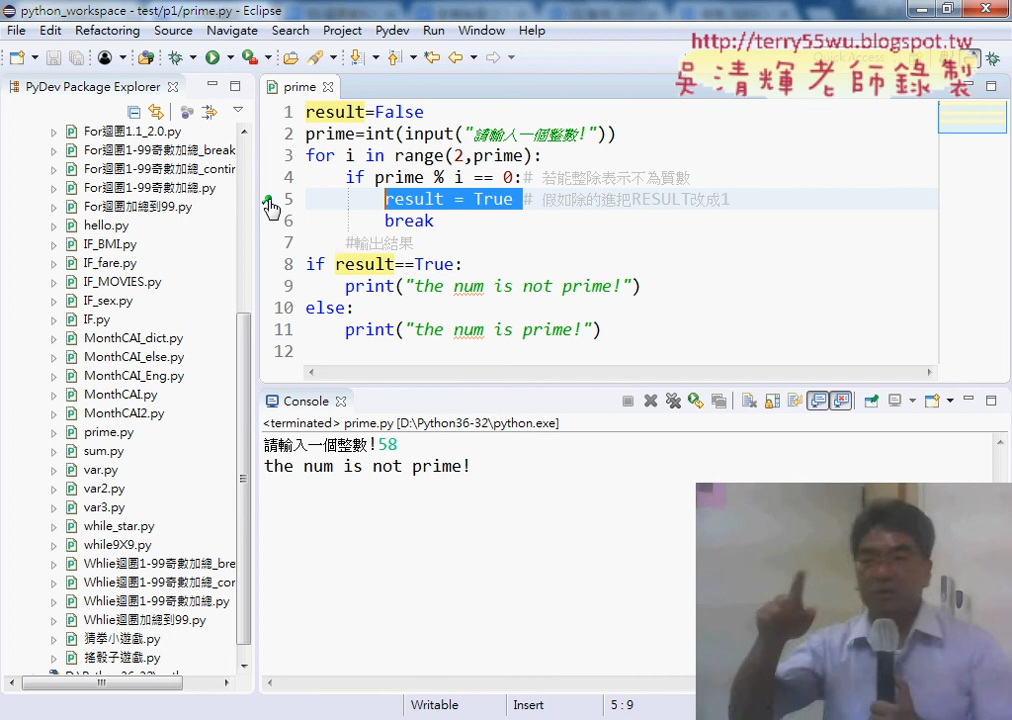 python_workspace - test/p1/prime.py - Eclipse
File Edit Refactoring Source Navigate Search Project Pydev Run Window Help
http://terry55wu.blogspot.tw
吳清輝老師錄製
Quick Access
PyDev Package Explorer
For迴圈1.1_2.0.py
For迴圈1-99奇數加總_break
For迴圈1-99奇數加總_contir
For迴圈1-99奇數加總.py
For迴圈加總到99.py
hello.py
IF_BMI.py
IF_fare.py
IF_MOVIES.py
IF_sex.py
IF.py
MonthCAI_dict.py
MonthCAI_else.py
MonthCAI_Eng.py
MonthCAI.py
MonthCAI2.py
prime.py
sum.py
var.py
var2.py
var3.py
while_star.py
while9X9.py
Whlie迴圈1-99奇數加總_bre
Whlie迴圈1-99奇數加總_cor
Whlie迴圈1-99奇數加總.py
Whlie迴圈加總到99.py
猜拳小遊戲.py
搖骰子遊戲.py
prime
1 result=False
2 prime=int(input("請輸入一個整數!"))
3 for i in range(2,prime):
4 if prime % i == 0:# 若能整除表示不為質數
5 result = True # 假如除的進把RESULT改成1
6 break
7 #輸出結果
8 if result==True:
9 print("the num is not prime!")
10 else:
11 print("the num is prime!")
12
Console
<terminated> prime.py [D:\Python36-32\python.exe]
請輸入一個整數!58
the num is not prime!
Writable Insert 5 : 9